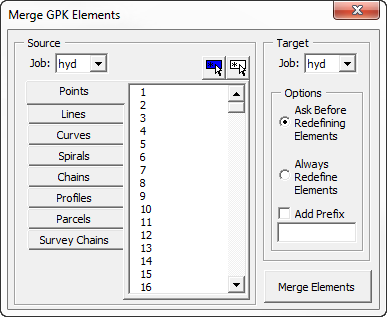 Merge GPK Elements
Source
Job: hyd
Points
Lines
Curves
Spirals
Chains
Profiles
Parcels
Survey Chains
1
2
3
4
5
6
7
8
9
10
11
12
13
14
15
16
Target
Job: hyd
Options
Ask Before
Redefining
Elements
Always
Redefine
Elements
Add Prefix
Merge Elements